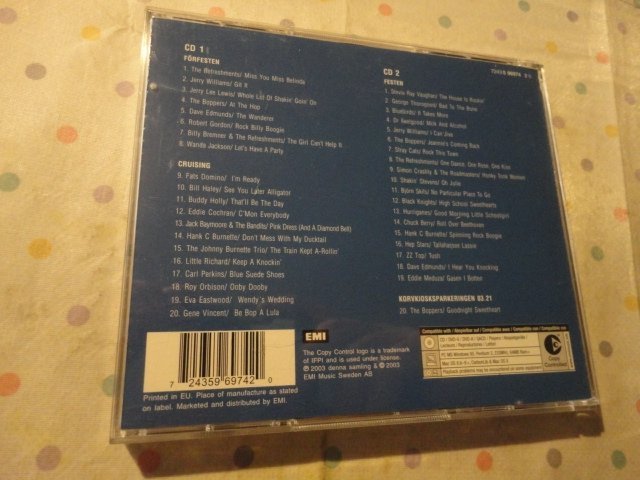 CD 1
FÖRFESTEN
1. The Refreshments/ Miss You Miss Belinda
2. Jerry Williams/ Git It
3. Jerry Lee Lewis/ Whole Lot Of Shakin' Goin' On
4. The Boppers/ At The Hop
5. Dave Edmunds/ The Wanderer
6. Robert Gordon/ Rock Billy Boogie
7. Billy Bremner & The Refreshments/ The Girl Can't Help It
8. Wanda Jackson/ Let's Have A Party
CRUISING
9. Fats Domino/ I'm Ready
10. Bill Haley/ See You Later Alligator
11. Buddy Holly/ That'll Be The Day
12. Eddie Cochran/ C'Mon Everybody
13. Jack Baymoore & The Bandits/ Pink Dress (And A Diamond Bell)
14. Hank C Burnette/ Don't Mess With My Ducktail
15. The Johnny Burnette Trio/ The Train Kept A-Rollin'
16. Little Richard/ Keep A Knockin'
17. Carl Perkins/ Blue Suede Shoes
18. Roy Orbison/ Ooby Dooby
19. Eva Eastwood/ Wendy's Wedding
20. Gene Vincent/ Be Bop A Lula
CD 2
FESTEN
1. Stevie Ray Vaughan/ The House Is Rockin'
2. George Thorogood/ Bad To The Bone
3. Bluebirds/ It Takes More
4. Dr Feelgood/ Milk And Alcohol
5. Jerry Williams/ I Can Jive
6. The Boppers/ Jeannie's Coming Back
7. Stray Cats/ Rock This Town
8. The Refreshments/ One Dance, One Rose, One Kiss
9. Simon Crashly & The Roadmasters/ Honky Tonk Woman
10. Shakin' Stevens/ Oh Julie
11. Björn Skifs/ No Particular Place To Go
12. Black Knights/ High School Sweethearts
13. Hurriganes/ Good Morning Little Schoolgirl
14. Chuck Berry/ Roll Over Beethoven
15. Hank C Burnette/ Spinning Rock Boogie
16. Hep Stars/ Tallahassee Lassie
17. ZZ Top/ Tush
18. Dave Edmunds/ I Hear You Knocking
19. Eddie Meduza/ Gasen I Botten
KORVKIOSKSPARKERINGEN 03.21
20. The Boppers/ Goodnight Sweetheart
7 24359 69742 0
Printed in EU. Place of manufacture as stated
on label. Marketed and distributed by EMI.
EMI
The Copy Control logo is a trademark
of IFPI and is used under license.
℗ 2003 denna samling & © 2003
EMI Music Sweden AB
Copy
Controlled